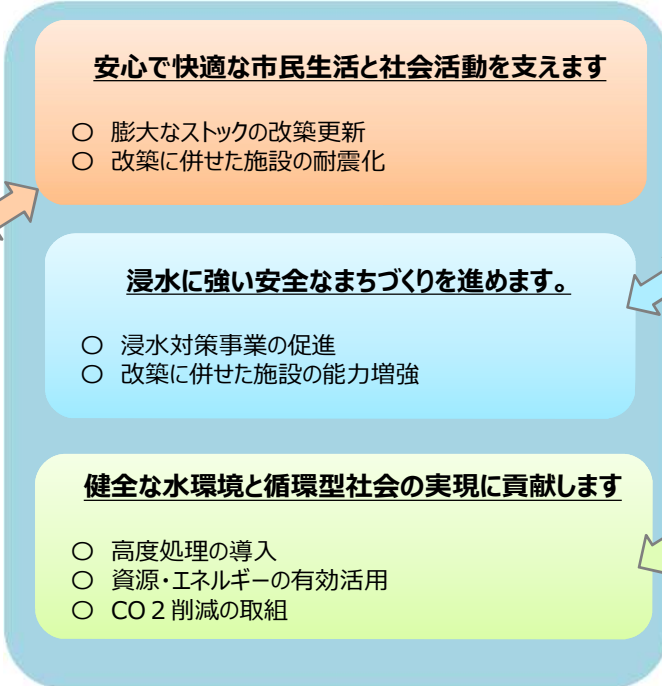 安心で快適な市民生活と社会活動を支えます
○ 膨大なストックの改築更新
○ 改築に併せた施設の耐震化
浸水に強い安全なまちづくりを進めます。
○ 浸水対策事業の促進
○ 改築に併せた施設の能力増強
健全な水環境と循環型社会の実現に貢献します
○ 高度処理の導入
○ 資源・エネルギーの有効活用
○ CO２削減の取組